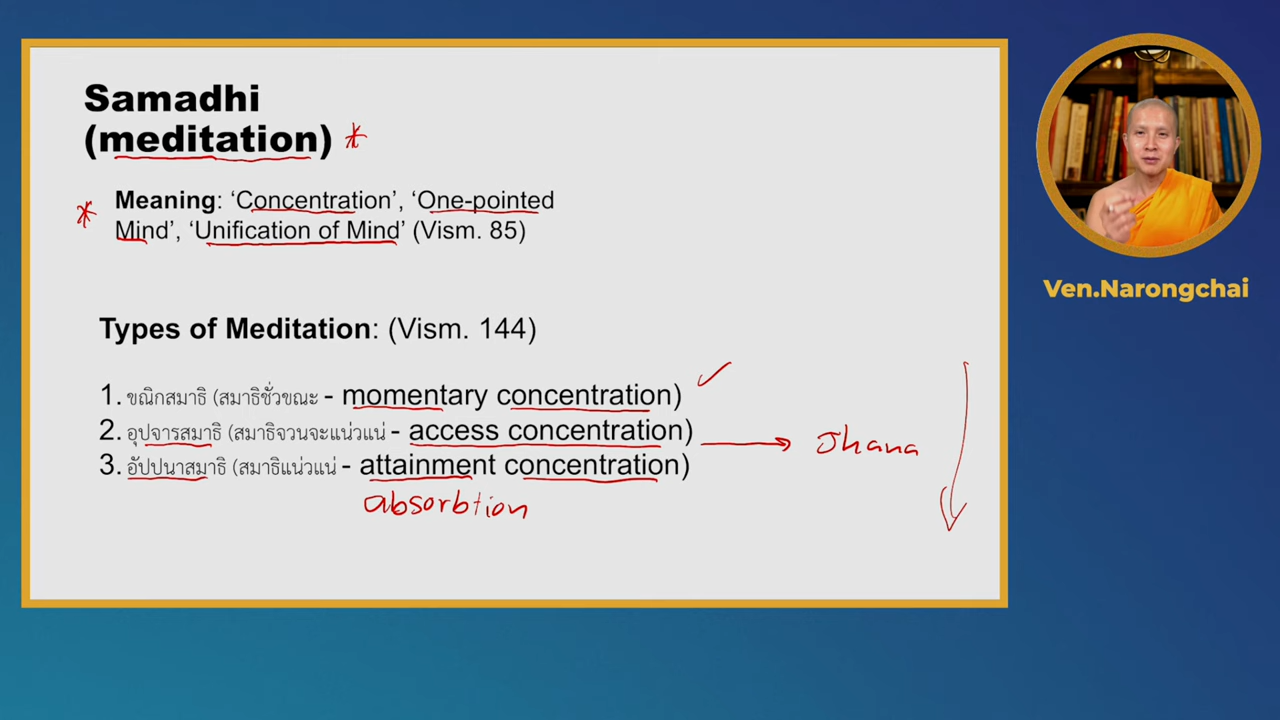 Samadhi
(meditation) *
* Meaning: ‘Concentration’, ‘One-pointed
Mind’, ‘Unification of Mind’ (Vism. 85)
Types of Meditation: (Vism. 144)
1. ขณิกสมาธิ (สมาธิชั่วขณะ - momentary concentration) ✓
2. อุปจารสมาธิ (สมาธิจวนจะแน่วแน่ - access concentration) → Jhana
3. อัปปนาสมาธิ (สมาธิแน่วแน่ - attainment concentration)
absorbtion
Ven.Narongchai